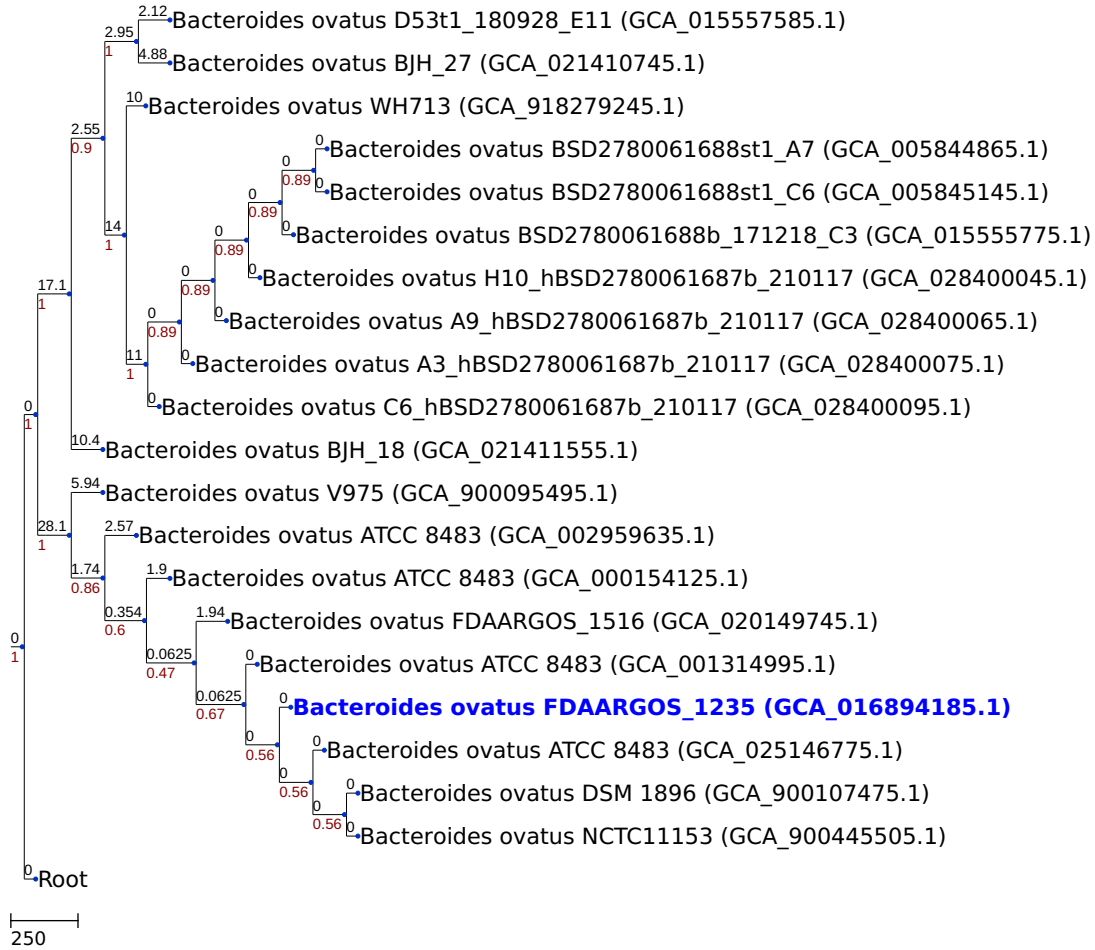 2.12 Bacteroides ovatus D53t1_180928_E11 (GCA_015557585.1)
2.95
1
4.88 Bacteroides ovatus BJH_27 (GCA_021410745.1)
10 Bacteroides ovatus WH713 (GCA_918279245.1)
2.55
0.9
0 Bacteroides ovatus BSD2780061688st1_A7 (GCA_005844865.1)
0
0.89
0 Bacteroides ovatus BSD2780061688st1_C6 (GCA_005845145.1)
0
0.89
14
1
0 Bacteroides ovatus BSD2780061688b_171218_C3 (GCA_015555775.1)
0
0.89
0 Bacteroides ovatus H10_hBSD2780061687b_210117 (GCA_028400045.1)
0
0.89
17.1
1
0 Bacteroides ovatus A9_hBSD2780061687b_210117 (GCA_028400065.1)
0
0.89
11
1
0 Bacteroides ovatus A3_hBSD2780061687b_210117 (GCA_028400075.1)
0 Bacteroides ovatus C6_hBSD2780061687b_210117 (GCA_028400095.1)
0
1
10.4 Bacteroides ovatus BJH_18 (GCA_021411555.1)
5.94 Bacteroides ovatus V975 (GCA_900095495.1)
28.1
1
2.57 Bacteroides ovatus ATCC 8483 (GCA_002959635.1)
1.74
0.86
1.9 Bacteroides ovatus ATCC 8483 (GCA_000154125.1)
0.354
0.6
1.94 Bacteroides ovatus FDAARGOS_1516 (GCA_020149745.1)
0
1
0.0625
0.47
0 Bacteroides ovatus ATCC 8483 (GCA_001314995.1)
0.0625
0.67
0 Bacteroides ovatus FDAARGOS_1235 (GCA_016894185.1)
0
0.56
0 Bacteroides ovatus ATCC 8483 (GCA_025146775.1)
0
0.56
0 Bacteroides ovatus DSM 1896 (GCA_900107475.1)
0
0.56
0 Bacteroides ovatus NCTC11153 (GCA_900445505.1)
0 Root
250